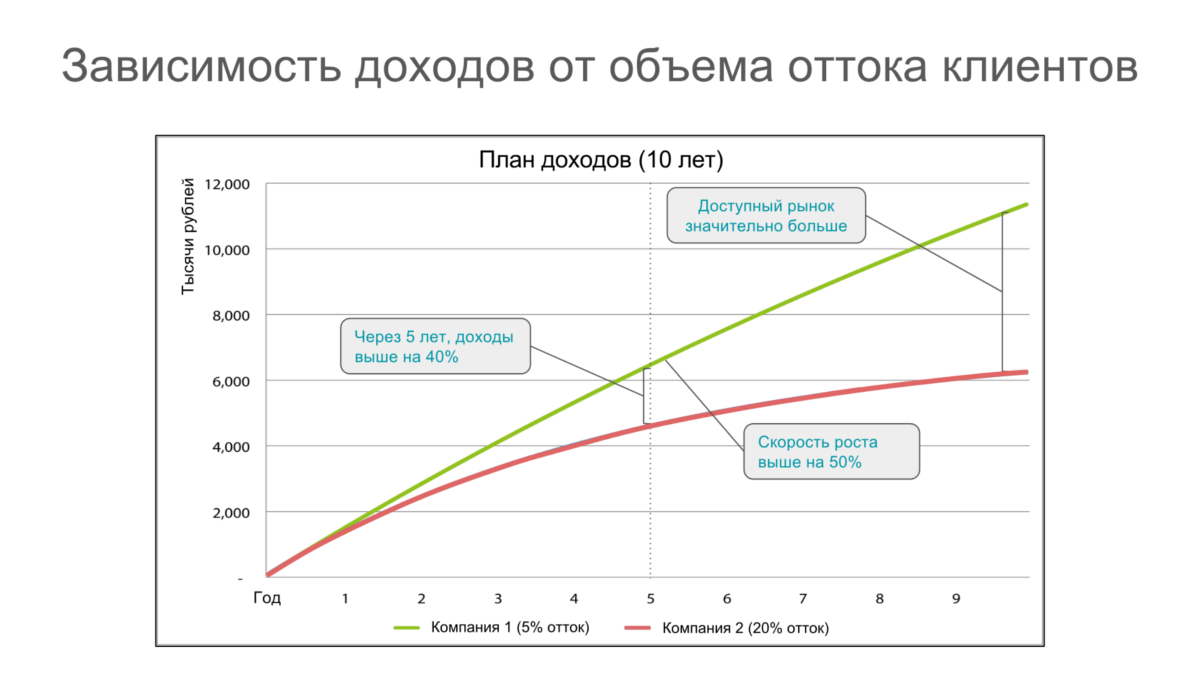 Зависимость доходов от объема оттока клиентов
План доходов (10 лет)
Тысячи рублей
12,000
10,000
8,000
6,000
4,000
2,000
-
Доступный рынок
значительно больше
Через 5 лет, доходы
выше на 40%
Скорость роста
выше на 50%
Год 1 2 3 4 5 6 7 8 9
Компания 1 (5% отток) Компания 2 (20% отток)